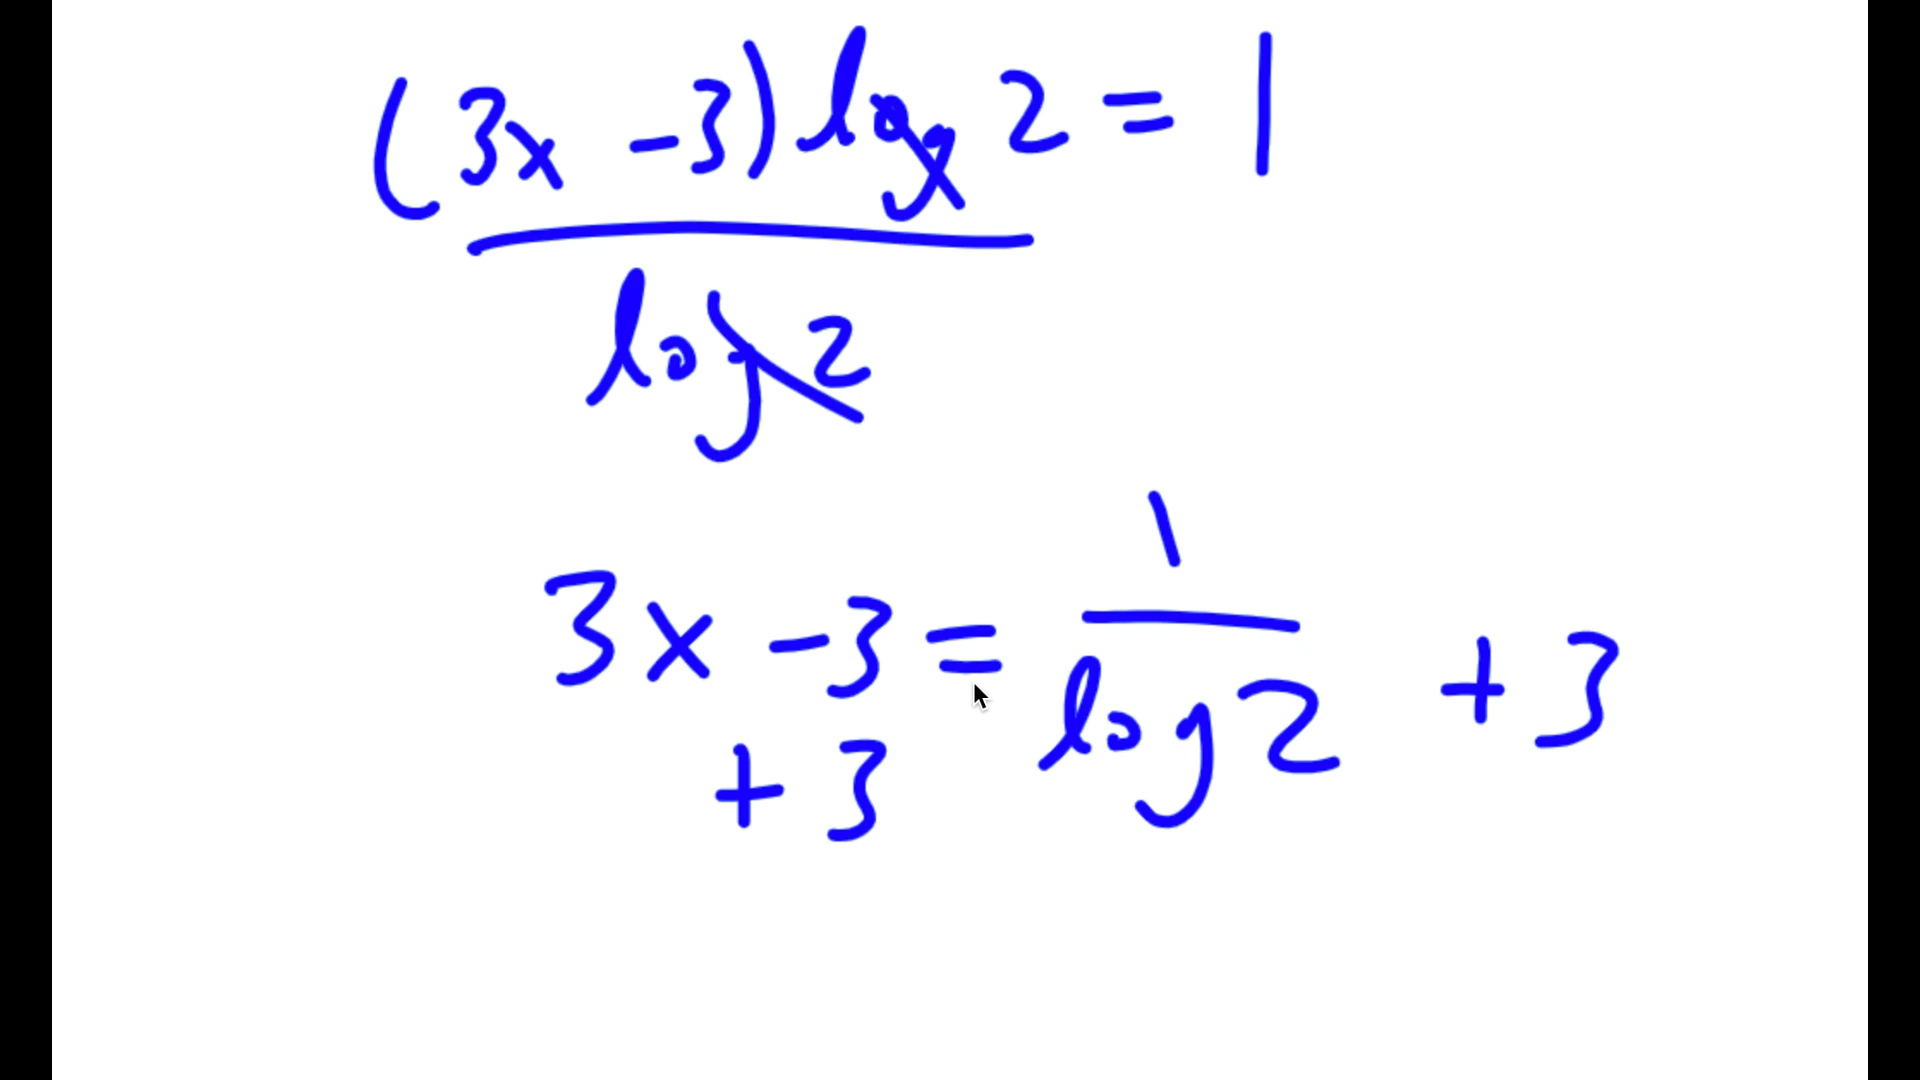 (3x - 3) log 2 = 1
log 2
1
3x - 3 = log 2 + 3
+ 3